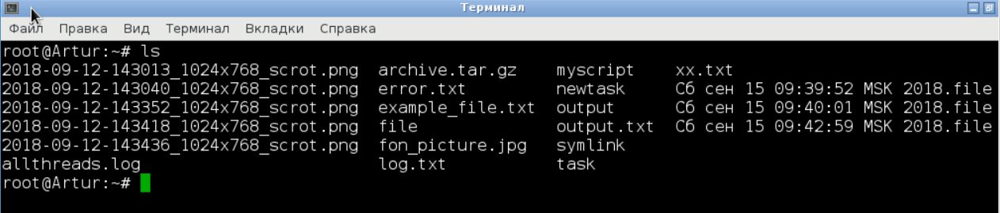 Терминал
Файл Правка Вид Терминал Вкладки Справка
root@Artur:~# ls
2018-09-12-143013_1024x768_scrot.png archive.tar.gz myscript xx.txt
2018-09-12-143040_1024x768_scrot.png error.txt newtask Сб сен 15 09:39:52 MSK 2018.file
2018-09-12-143352_1024x768_scrot.png example_file.txt output Сб сен 15 09:40:01 MSK 2018.file
2018-09-12-143418_1024x768_scrot.png file output.txt Сб сен 15 09:42:59 MSK 2018.file
2018-09-12-143436_1024x768_scrot.png fon_picture.jpg symlink
allthreads.log log.txt task
root@Artur:~#